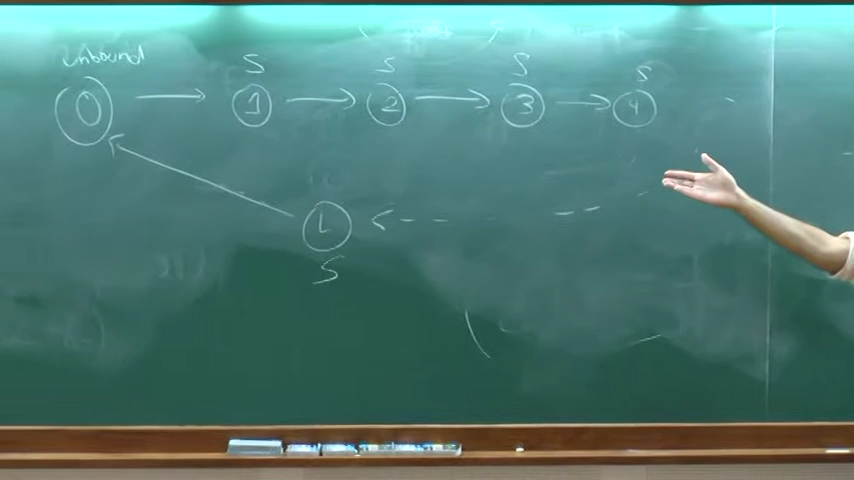 unbound S S S S
0 → 1 → 2 → 3 → 4
L
S